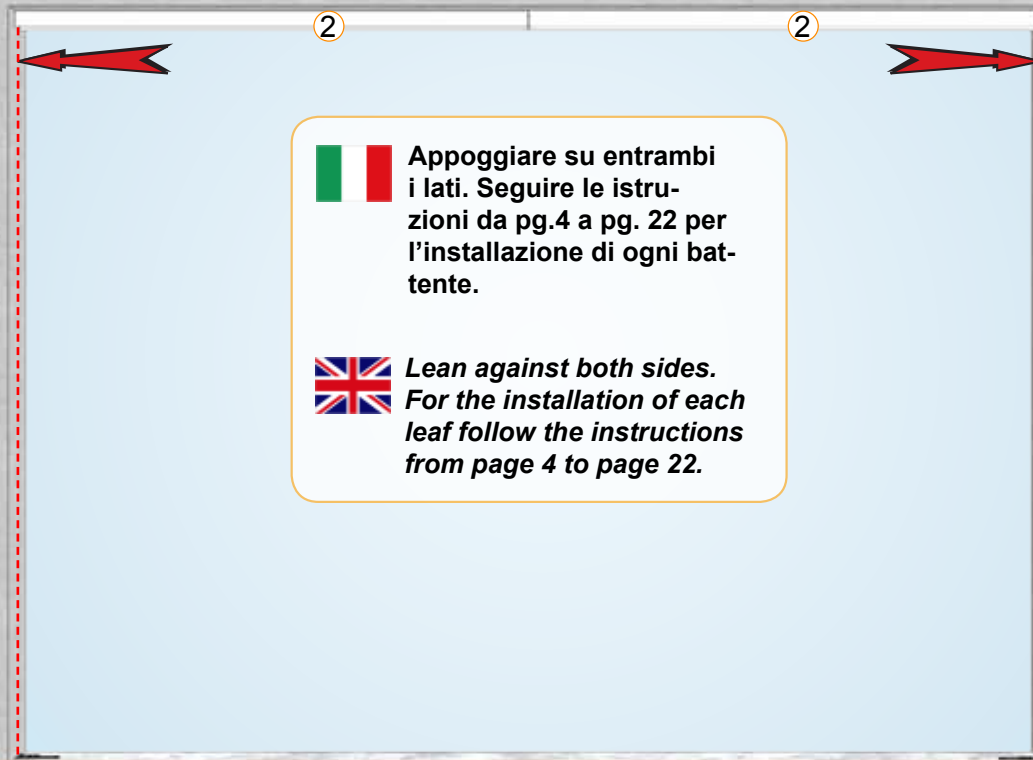 2 2
Appoggiare su entrambi
i lati. Seguire le istru-
zioni da pg.4 a pg. 22 per
l’installazione di ogni bat-
tente.
Lean against both sides.
For the installation of each
leaf follow the instructions
from page 4 to page 22.